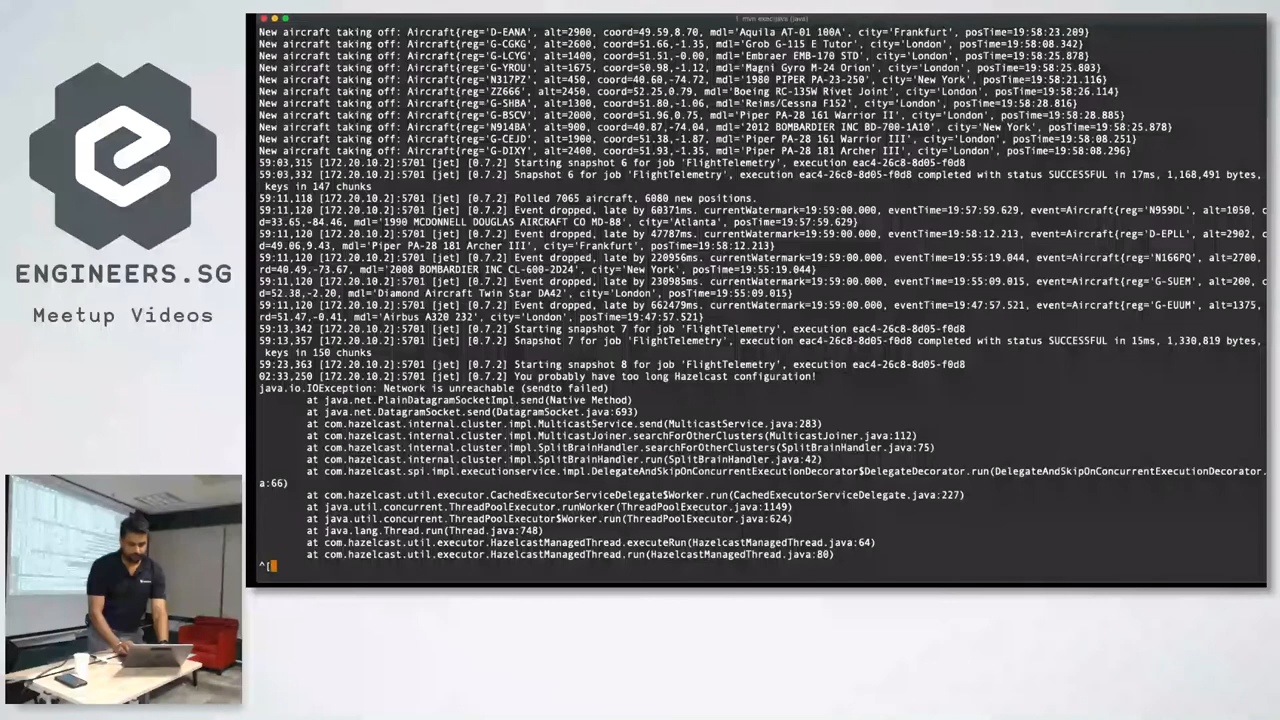 1 mvn exec:java (java)
New aircraft taking off: Aircraft{reg='D-EANA', alt=2900, coord=49.59,8.70, mdl='Aquila AT-01 100A', city='Frankfurt', posTime=19:58:23.209}
New aircraft taking off: Aircraft{reg='G-CGKG', alt=2600, coord=51.66,-1.35, mdl='Grob G-115 E Tutor', city='London', posTime=19:58:08.342}
New aircraft taking off: Aircraft{reg='G-LCYG', alt=1400, coord=51.51,-0.00, mdl='Embraer EMB-170 STD', city='London', posTime=19:58:25.878}
New aircraft taking off: Aircraft{reg='G-YROU', alt=1675, coord=50.98,-1.12, mdl='Magni Gyro M-24 Orion', city='London', posTime=19:58:25.803}
New aircraft taking off: Aircraft{reg='N317PZ', alt=450, coord=40.60,-74.72, mdl='1980 PIPER PA-23-250', city='New York', posTime=19:58:21.116}
New aircraft taking off: Aircraft{reg='ZZ666', alt=2450, coord=52.25,0.79, mdl='Boeing RC-135W Rivet Joint', city='London', posTime=19:58:26.114}
New aircraft taking off: Aircraft{reg='G-SHBA', alt=1300, coord=51.80,-1.06, mdl='Reims/Cessna F152', city='London', posTime=19:58:28.816}
New aircraft taking off: Aircraft{reg='G-BSCV', alt=2000, coord=51.96,0.75, mdl='Piper PA-28 161 Warrior II', city='London', posTime=19:58:28.885}
New aircraft taking off: Aircraft{reg='N914BA', alt=900, coord=40.87,-74.04, mdl='2012 BOMBARDIER INC BD-700-1A10', city='New York', posTime=19:58:25.878}
New aircraft taking off: Aircraft{reg='G-CEJD', alt=1900, coord=51.38,-1.87, mdl='Piper PA-28 161 Warrior III', city='London', posTime=19:58:08.251}
New aircraft taking off: Aircraft{reg='G-DIXY', alt=2400, coord=51.93,-1.35, mdl='Piper PA-28 181 Archer III', city='London', posTime=19:58:08.296}
59:03,315 [172.20.10.2]:5701 [jet] [0.7.2] Starting snapshot 6 for job 'FlightTelemetry', execution eac4-26c8-8d05-f0d8
59:03,332 [172.20.10.2]:5701 [jet] [0.7.2] Snapshot 6 for job 'FlightTelemetry', execution eac4-26c8-8d05-f0d8 completed with status SUCCESSFUL in 17ms, 1,168,491 bytes,
keys in 147 chunks
59:11,118 [172.20.10.2]:5701 [jet] [0.7.2] Polled 7065 aircraft, 6080 new positions.
59:11,120 [172.20.10.2]:5701 [jet] [0.7.2] Event dropped, late by 60371ms. currentWatermark=19:59:00.000, eventTime=19:57:59.629, event=Aircraft{reg='N959DL', alt=1050, co
d=33.65,-84.46, mdl='1990 MCDONNELL DOUGLAS AIRCRAFT CO MD-88', city='Atlanta', posTime=19:57:59.629}
59:11,120 [172.20.10.2]:5701 [jet] [0.7.2] Event dropped, late by 47787ms. currentWatermark=19:59:00.000, eventTime=19:58:12.213, event=Aircraft{reg='D-EPLL', alt=2902, co
d=49.06,9.43, mdl='Piper PA-28 181 Archer III', city='Frankfurt', posTime=19:58:12.213}
59:11,120 [172.20.10.2]:5701 [jet] [0.7.2] Event dropped, late by 220956ms. currentWatermark=19:59:00.000, eventTime=19:55:19.044, event=Aircraft{reg='N166PQ', alt=2700,
rd=40.49,-73.67, mdl='2008 BOMBARDIER INC CL-600-2D24', city='New York', posTime=19:55:19.044}
59:11,120 [172.20.10.2]:5701 [jet] [0.7.2] Event dropped, late by 230985ms. currentWatermark=19:59:00.000, eventTime=19:55:09.015, event=Aircraft{reg='G-SUEM', alt=200, c
d=52.38,-2.20, mdl='Diamond Aircraft Twin Star DA42', city='London', posTime=19:55:09.015}
59:11,120 [172.20.10.2]:5701 [jet] [0.7.2] Event dropped, late by 662479ms. currentWatermark=19:59:00.000, eventTime=19:47:57.521, event=Aircraft{reg='G-EUUM', alt=1375,
rd=51.47,-0.41, mdl='Airbus A320 232', city='London', posTime=19:47:57.521}
59:13,342 [172.20.10.2]:5701 [jet] [0.7.2] Starting snapshot 7 for job 'FlightTelemetry', execution eac4-26c8-8d05-f0d8
59:13,357 [172.20.10.2]:5701 [jet] [0.7.2] Snapshot 7 for job 'FlightTelemetry', execution eac4-26c8-8d05-f0d8 completed with status SUCCESSFUL in 15ms, 1,330,819 bytes,
keys in 150 chunks
59:23,363 [172.20.10.2]:5701 [jet] [0.7.2] Starting snapshot 8 for job 'FlightTelemetry', execution eac4-26c8-8d05-f0d8
02:33,250 [172.20.10.2]:5701 [jet] [0.7.2] You probably have too long Hazelcast configuration!
java.io.IOException: Network is unreachable (sendto failed)
at java.net.PlainDatagramSocketImpl.send(Native Method)
at java.net.DatagramSocket.send(DatagramSocket.java:693)
at com.hazelcast.internal.cluster.impl.MulticastService.send(MulticastService.java:283)
at com.hazelcast.internal.cluster.impl.MulticastJoiner.searchForOtherClusters(MulticastJoiner.java:112)
at com.hazelcast.internal.cluster.impl.SplitBrainHandler.searchForOtherClusters(SplitBrainHandler.java:75)
at com.hazelcast.internal.cluster.impl.SplitBrainHandler.run(SplitBrainHandler.java:42)
at com.hazelcast.spi.impl.executionservice.impl.DelegateAndSkipOnConcurrentExecutionDecorator$DelegateDecorator.run(DelegateAndSkipOnConcurrentExecutionDecorator.
a:66)
at com.hazelcast.util.executor.CachedExecutorServiceDelegate$Worker.run(CachedExecutorServiceDelegate.java:227)
at java.util.concurrent.ThreadPoolExecutor.runWorker(ThreadPoolExecutor.java:1149)
at java.util.concurrent.ThreadPoolExecutor$Worker.run(ThreadPoolExecutor.java:624)
at java.lang.Thread.run(Thread.java:748)
at com.hazelcast.util.executor.HazelcastManagedThread.executeRun(HazelcastManagedThread.java:64)
at com.hazelcast.util.executor.HazelcastManagedThread.run(HazelcastManagedThread.java:80)
^[
ENGINEERS.SG
Meetup Videos